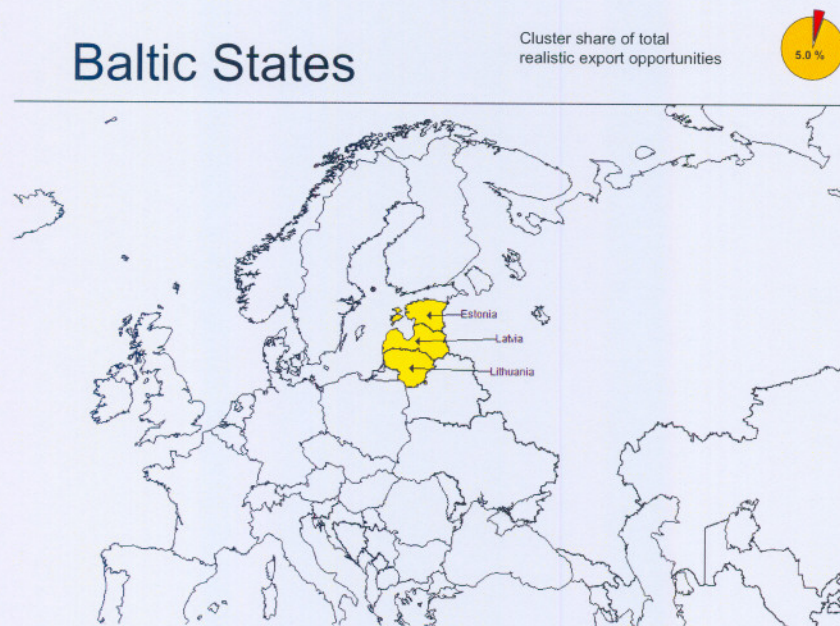 Baltic States
Cluster share of total
realistic export opportunities
5.0 %
Estonia
Latvia
Lithuania